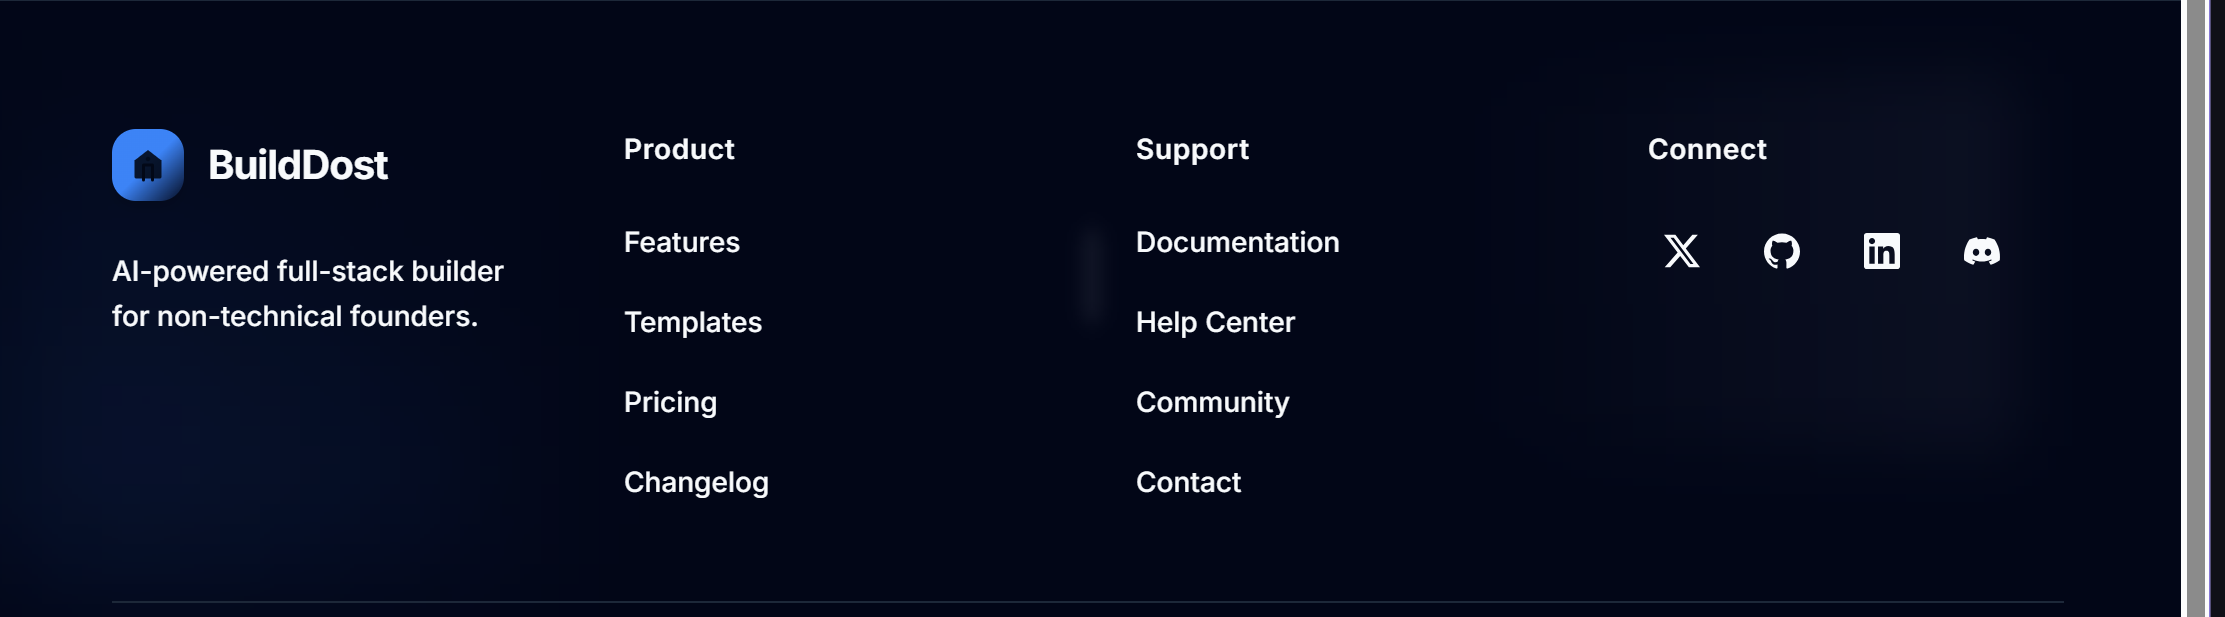 BuildDost
AI-powered full-stack builder
for non-technical founders.
Product
Features
Templates
Pricing
Changelog
Support
Documentation
Help Center
Community
Contact
Connect